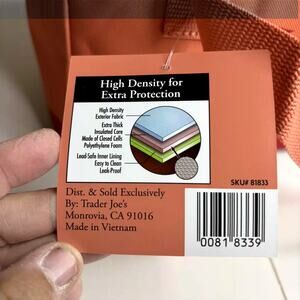 High Density for
Extra Protection
High Density
Exterior Fabric
Extra Thick
Insulated Core
Made of Closed Cells
Polyethylene Foam
Lead-Safe Inner Lining
Easy to Clean
Leak-Proof
SKU# 81833
Dist. & Sold Exclusively
By: Trader Joe's
Monrovia, CA 91016
Made in Vietnam
0081 8339